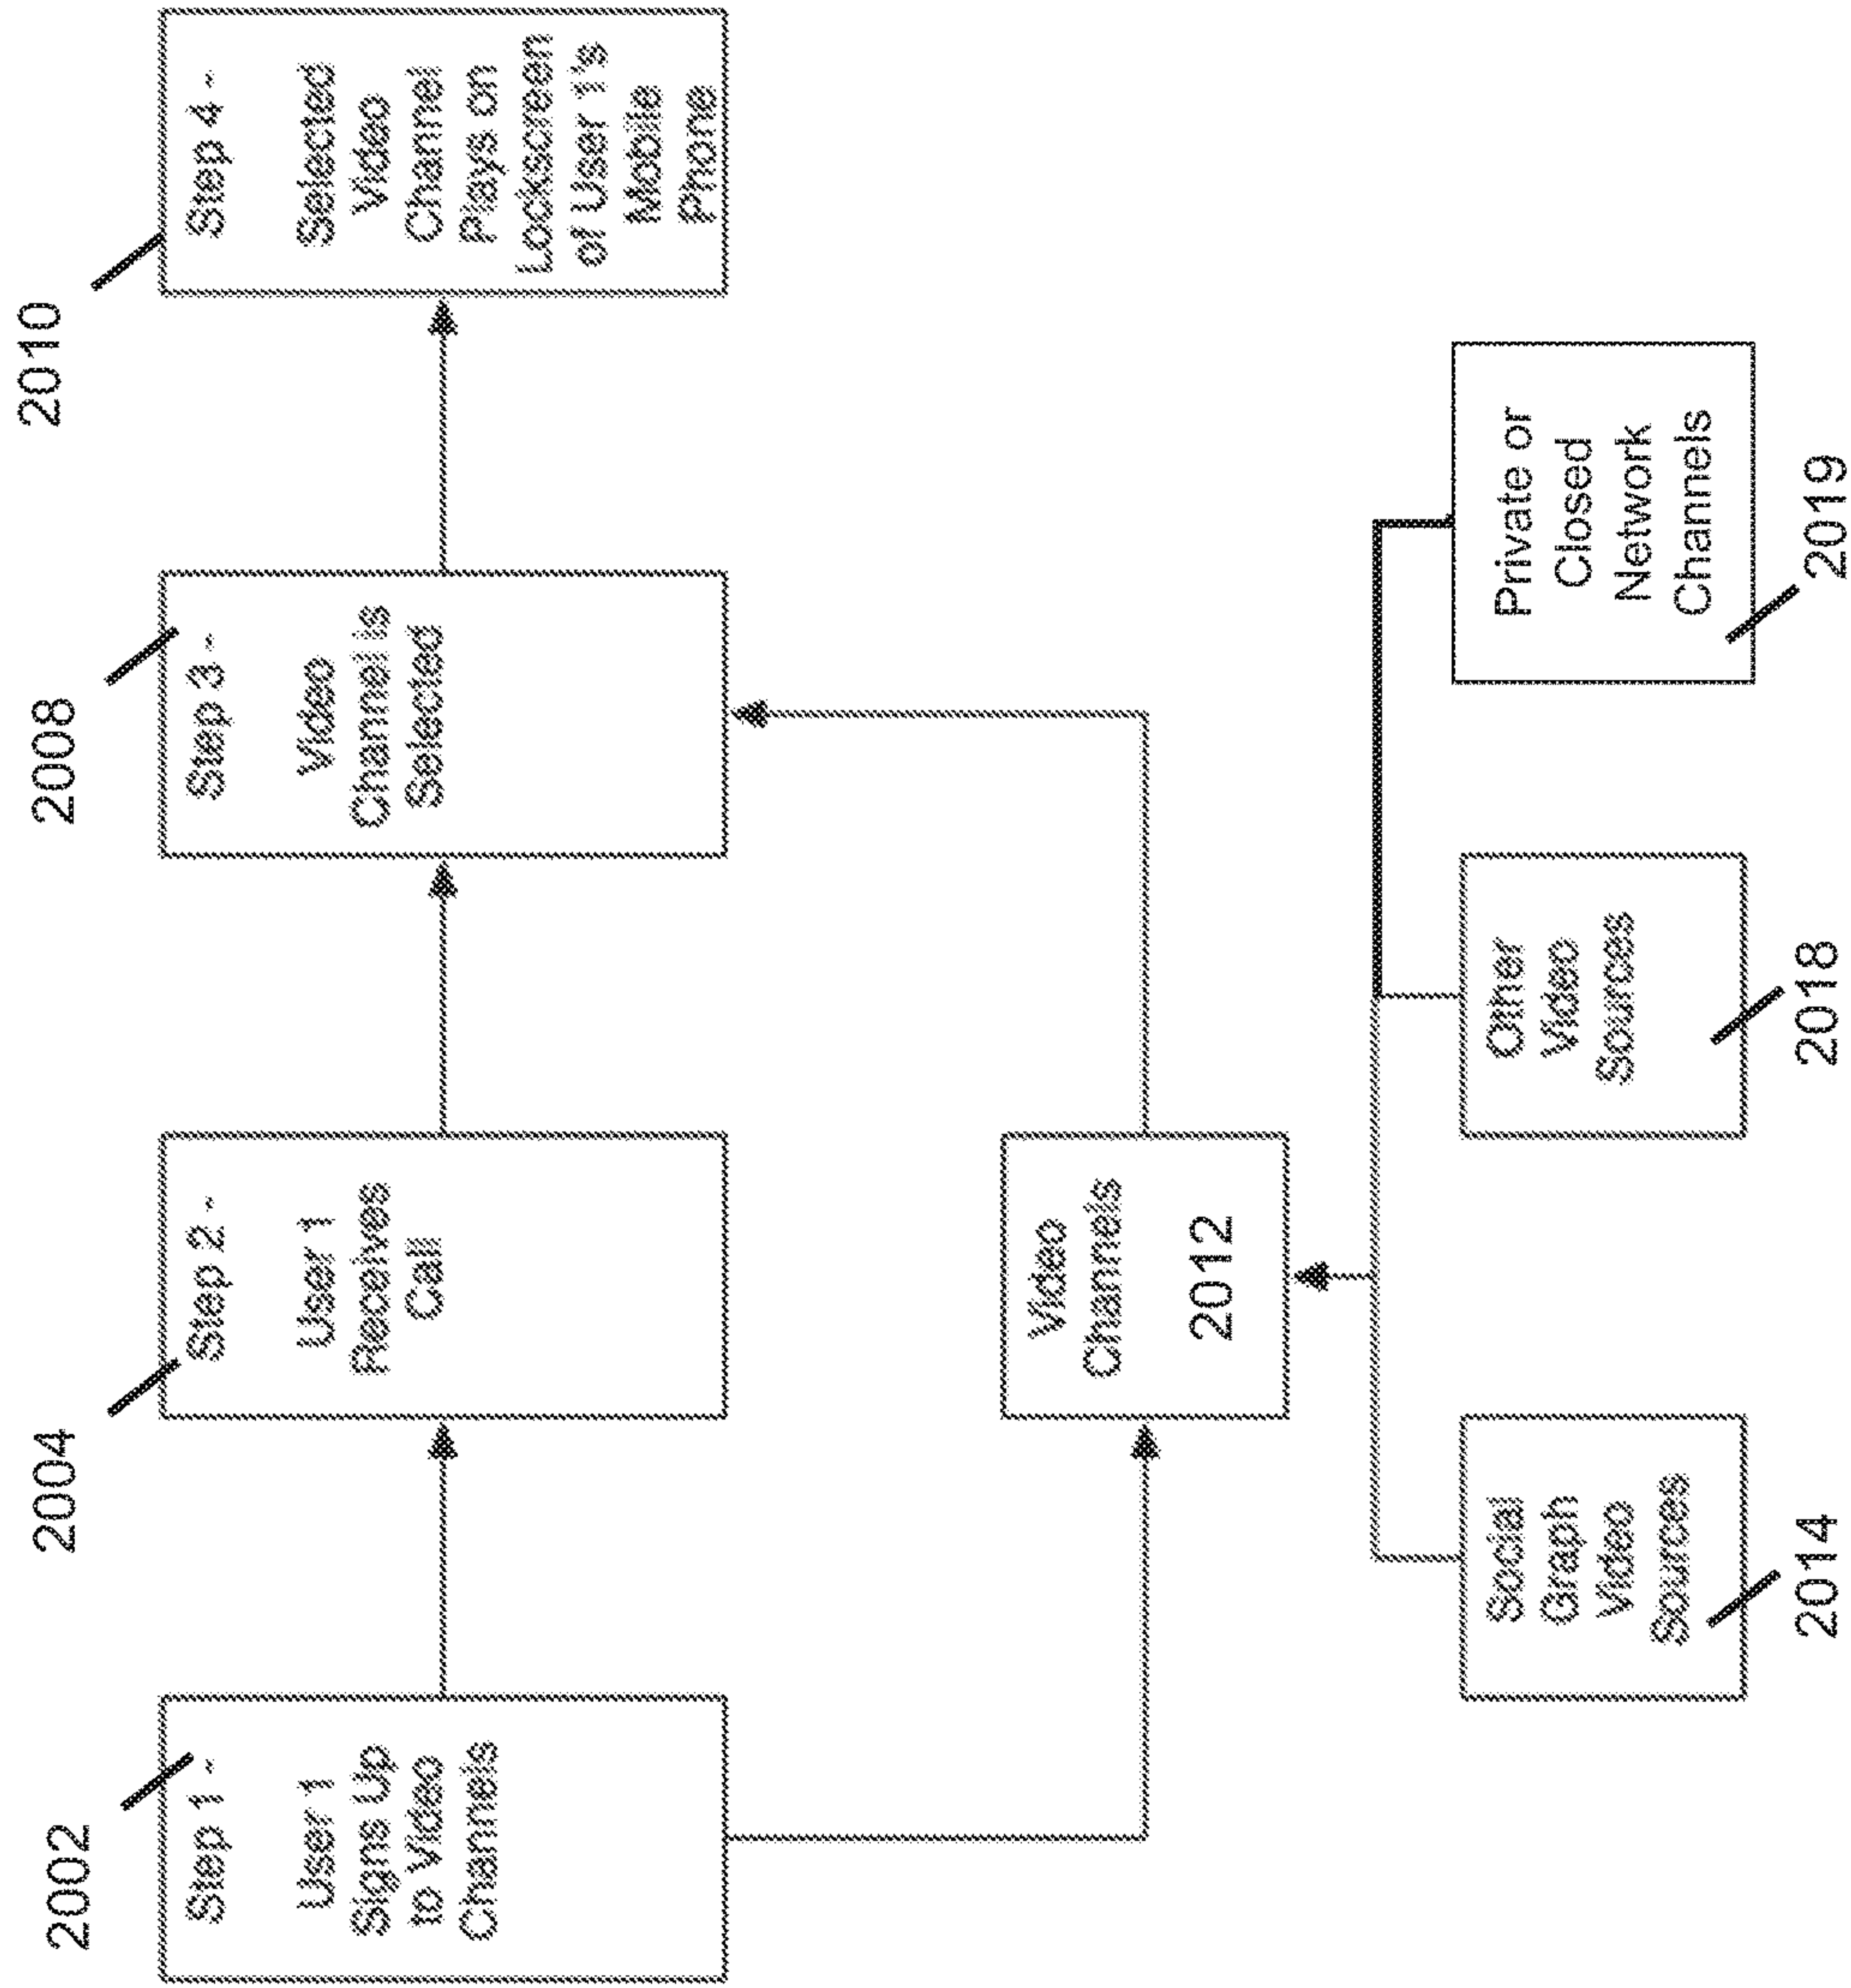 2002
Step 1 -
User 1
Signs Up
to Video
Channels
2004
Step 2 -
User 1
Receives
Call
2008
Step 3 -
Video
Channel is
Selected
2010
Step 4 -
Selected
Video
Channel
Plays on
Lockscreen
of User 1's
Mobile
Phone
Video
Channels
2012
Social
Graph
Video
Sources
2014
Other
Video
Sources
2018
Private or
Closed
Network
Channels
2019